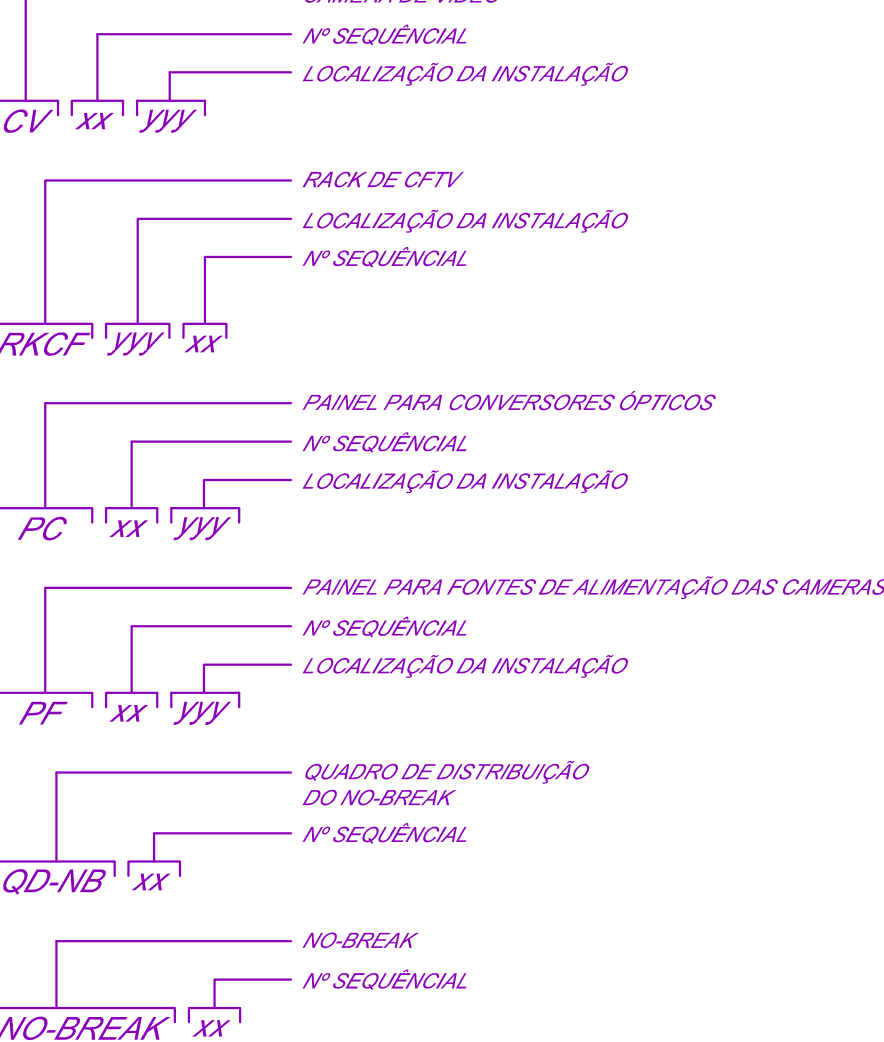 CAMERA DE VIDEO
Nº SEQUÊNCIAL
LOCALIZAÇÃO DA INSTALAÇÃO
CV xx yyy
RACK DE CFTV
LOCALIZAÇÃO DA INSTALAÇÃO
Nº SEQUÊNCIAL
RKCF yyy xx
PAINEL PARA CONVERSORES ÓPTICOS
Nº SEQUÊNCIAL
LOCALIZAÇÃO DA INSTALAÇÃO
PC xx yyy
PAINEL PARA FONTES DE ALIMENTAÇÃO DAS CAMERAS
Nº SEQUÊNCIAL
LOCALIZAÇÃO DA INSTALAÇÃO
PF xx yyy
QUADRO DE DISTRIBUIÇÃO
DO NO-BREAK
Nº SEQUÊNCIAL
QD-NB xx
NO-BREAK
Nº SEQUÊNCIAL
NO-BREAK xx